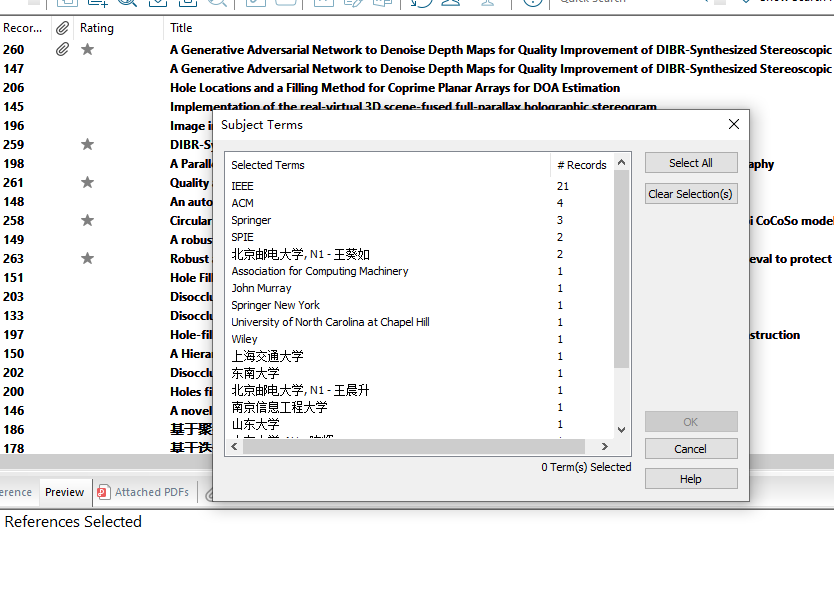 Quick Search
Recor... Rating Title
260 A Generative Adversarial Network to Denoise Depth Maps for Quality Improvement of DIBR-Synthesized Stereoscopic
147 A Generative Adversarial Network to Denoise Depth Maps for Quality Improvement of DIBR-Synthesized Stereoscopic
206 Hole Locations and a Filling Method for Coprime Planar Arrays for DOA Estimation
145 Implementation of the real-virtual 3D scene-fused full-parallax holographic stereogram
196 Image i
259 DIBR-Sy
198 A Parall aphy
261 Quality
148 An auto
258 Circular i CoCoSo model
149 A robus
263 Robust eval to protect
151 Hole Fil
203 Disocclu
133 Disocclu
197 Hole-fil struction
150 A Hierar
202 Disocclu
200 Holes fi
146 A novel
186 基于聚
178 基于迭
Subject Terms
Selected Terms # Records
IEEE 21
ACM 4
Springer 3
SPIE 2
北京邮电大学, N1 - 王葵如 2
Association for Computing Machinery 1
John Murray 1
Springer New York 1
University of North Carolina at Chapel Hill 1
Wiley 1
上海交通大学 1
东南大学 1
北京邮电大学, N1 - 王晨升 1
南京信息工程大学 1
山东大学 1
0 Term(s) Selected
Select All
Clear Selection(s)
OK
Cancel
Help
erence Preview Attached PDFs
References Selected